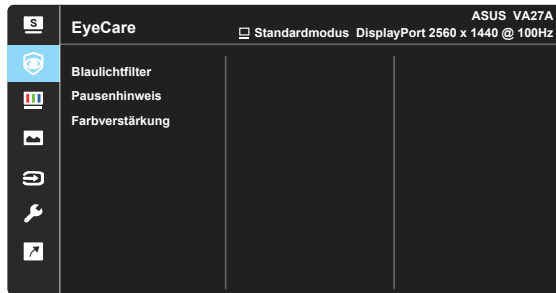 S
EyeCare
ASUS VA27A
Standardmodus DisplayPort 2560 x 1440 @ 100Hz
Blaulichtfilter
Pausenhinweis
Farbverstärkung